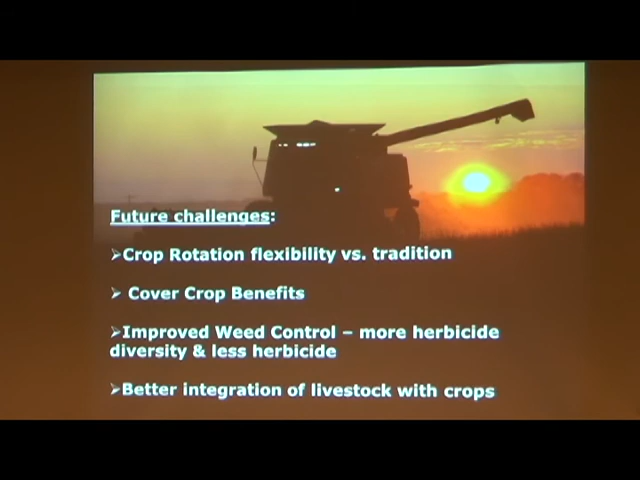 Future challenges:
➢Crop Rotation flexibility vs. tradition
➢ Cover Crop Benefits
➢Improved Weed Control – more herbicide
diversity & less herbicide
➢Better integration of livestock with crops